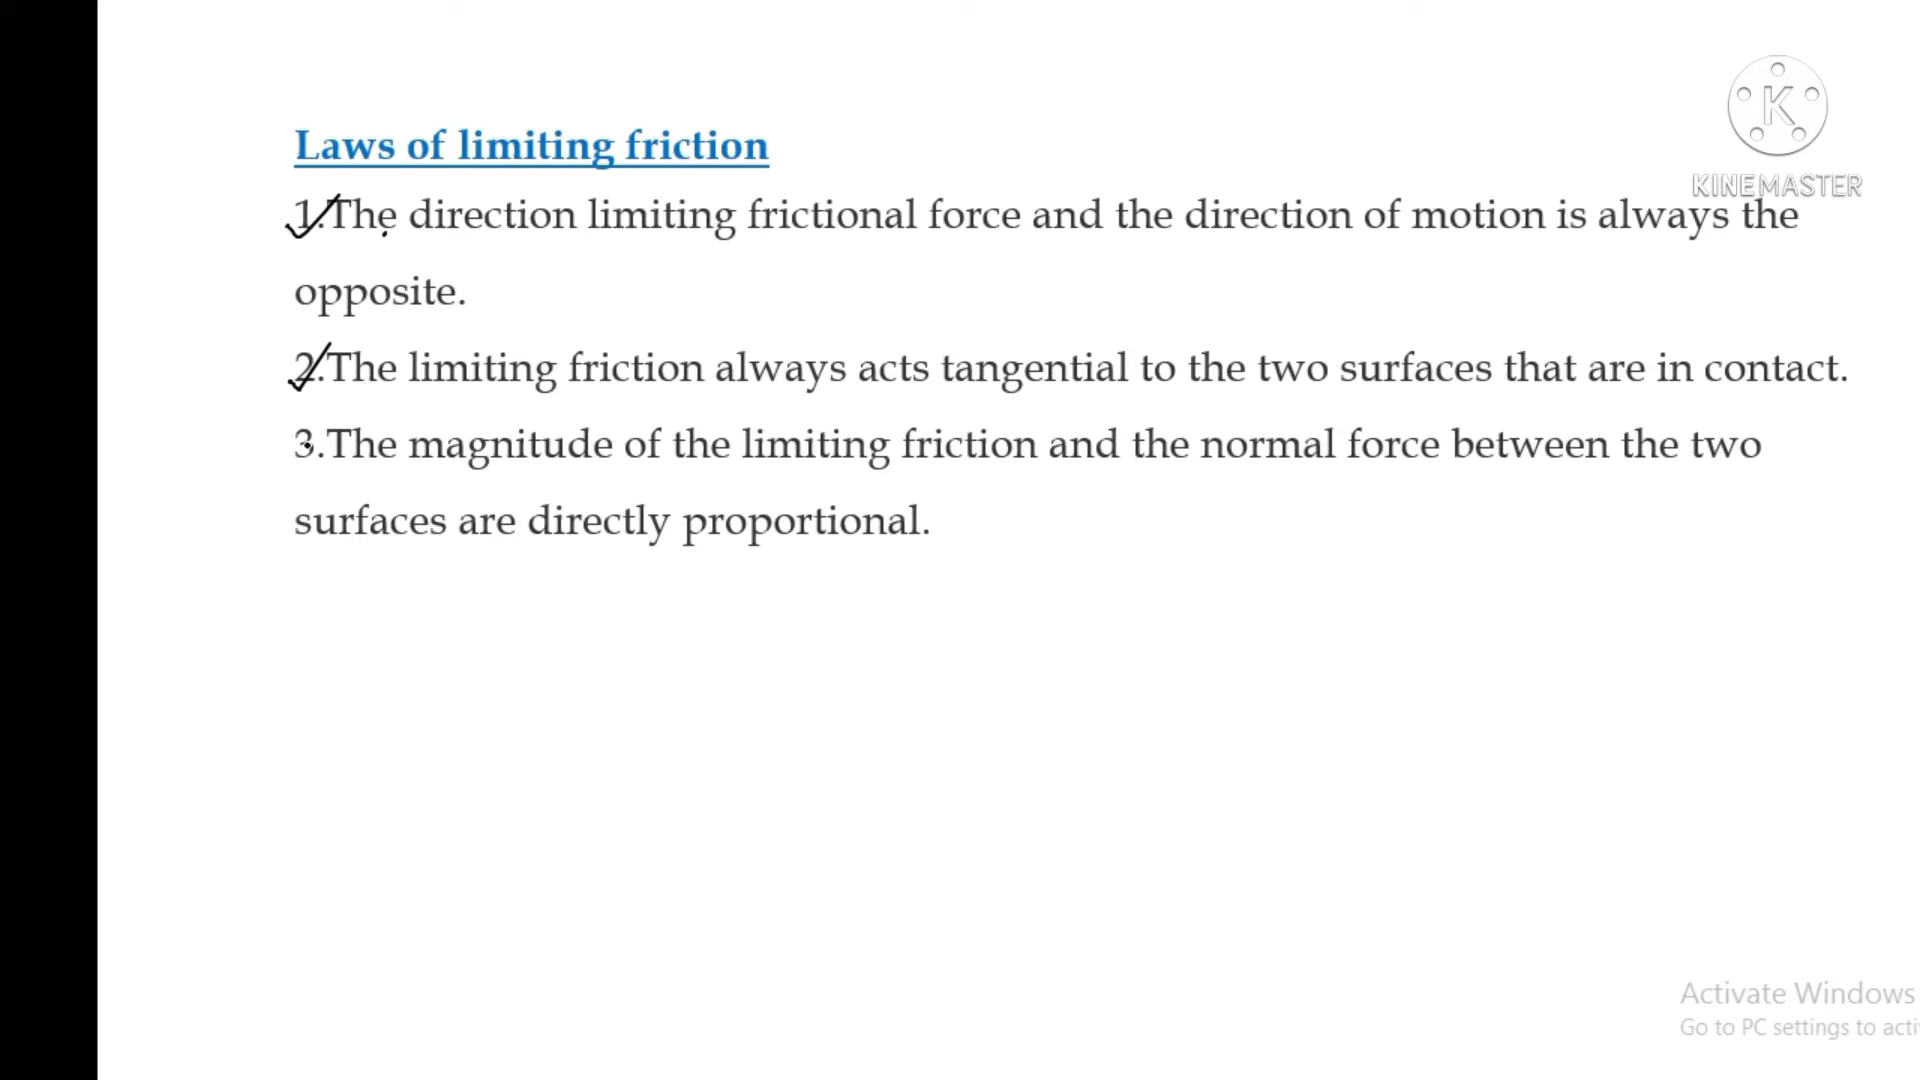 Laws of limiting friction
KINEMASTER
1.The direction limiting frictional force and the direction of motion is always the
opposite.
2.The limiting friction always acts tangential to the two surfaces that are in contact.
3.The magnitude of the limiting friction and the normal force between the two
surfaces are directly proportional.
Activate Windows
Go to PC settings to acti